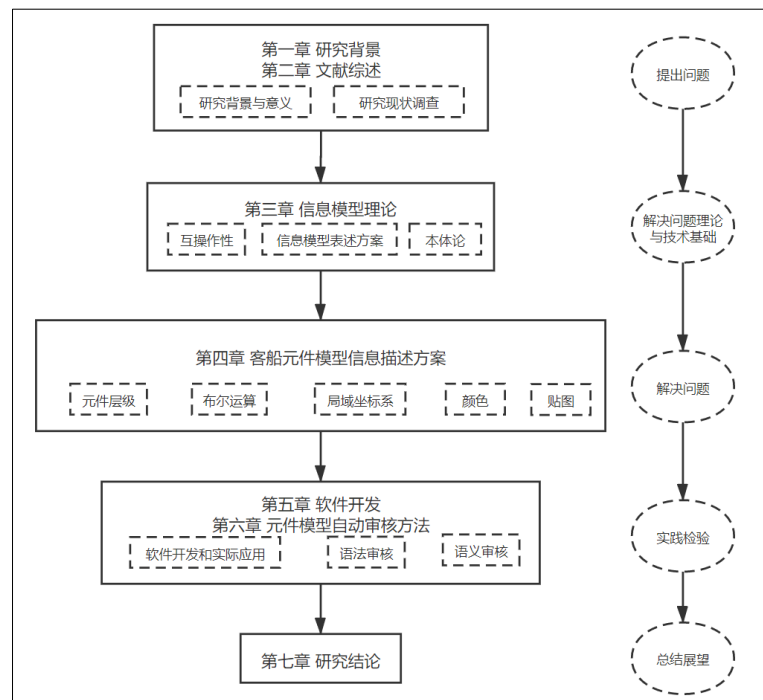 第一章 研究背景
第二章 文献综述
研究背景与意义
研究现状调查
提出问题
第三章 信息模型理论
互操作性
信息模型表述方案
本体论
解决问题理论
与技术基础
第四章 客船元件模型信息描述方案
元件层级
布尔运算
局域坐标系
颜色
贴图
解决问题
第五章 软件开发
第六章 元件模型自动审核方法
软件开发和实际应用
语法审核
语义审核
实践检验
第七章 研究结论
总结展望